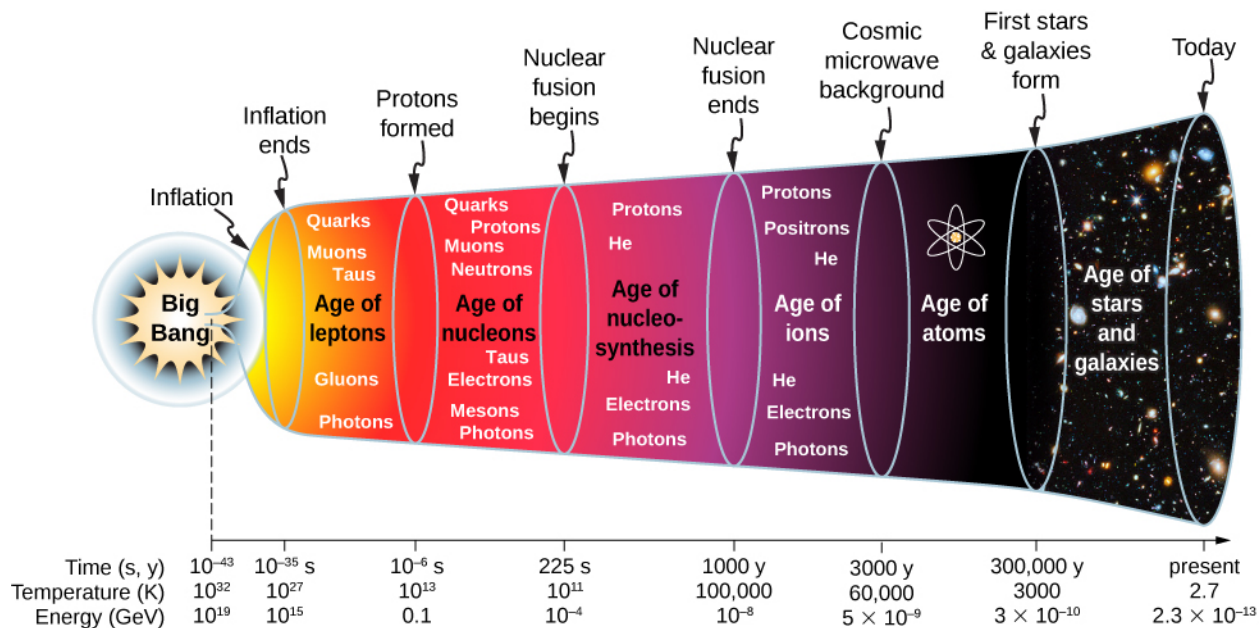 Inflation
Inflation
ends
Protons
formed
Nuclear
fusion
begins
Nuclear
fusion
ends
Cosmic
microwave
background
First stars
& galaxies
form
Today
Big
Bang
Quarks
Muons
Taus
Age of
leptons
Gluons
Photons
Quarks
Protons
Muons
Neutrons
Age of
nucleons
Taus
Electrons
Mesons
Photons
Protons
He
Age of
nucleo-
synthesis
He
Electrons
Photons
Protons
Positrons
He
Age of
ions
He
Electrons
Photons
Age of
atoms
Age of
stars
and
galaxies
Time (s, y) 10⁻⁴³ 10⁻³⁵ s 10⁻⁶ s 225 s 1000 y 3000 y 300,000 y present
Temperature (K) 10³² 10²⁷ 10¹³ 10¹¹ 100,000 60,000 3000 2.7
Energy (GeV) 10¹⁹ 10¹⁵ 0.1 10⁻⁴ 10⁻⁸ 5 × 10⁻⁹ 3 × 10⁻¹⁰ 2.3 × 10⁻¹³